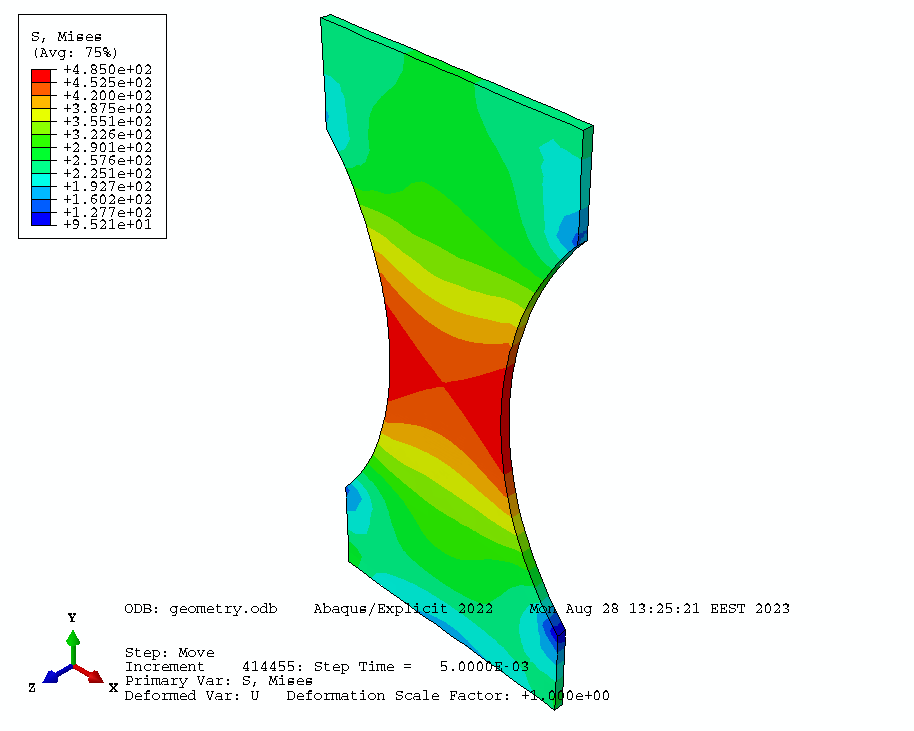 S, Mises
(Avg: 75%)
+4.850e+02
+4.525e+02
+4.200e+02
+3.875e+02
+3.551e+02
+3.226e+02
+2.901e+02
+2.576e+02
+2.251e+02
+1.927e+02
+1.602e+02
+1.277e+02
+9.521e+01
ODB: geometry.odb    Abaqus/Explicit 2022    Mon Aug 28 13:25:21 EEST 2023
Y
Z
X
Step: Move
Increment    414455: Step Time =    5.0000E-03
Primary Var: S, Mises
Deformed Var: U   Deformation Scale Factor: +1.000e+00